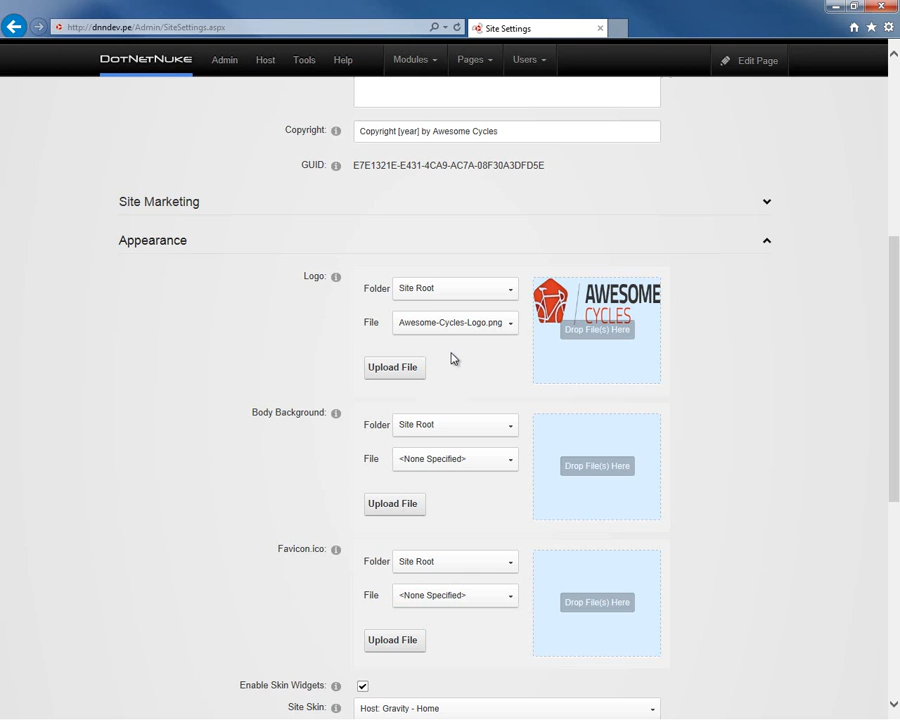 http://dnndev.pe/Admin/SiteSettings.aspx
Site Settings
DOTNETNUKE Admin Host Tools Help Modules Pages Users Edit Page
Copyright: Copyright [year] by Awesome Cycles
GUID: E7E1321E-E431-4CA9-AC7A-08F30A3DFD5E
Site Marketing
Appearance
Logo:
Folder Site Root
AWESOME
CYCLES
File Awesome-Cycles-Logo.png
Drop File(s) Here
Upload File
Body Background:
Folder Site Root
File <None Specified>
Drop File(s) Here
Upload File
Favicon.ico:
Folder Site Root
File <None Specified>
Drop File(s) Here
Upload File
Enable Skin Widgets:
Site Skin: Host: Gravity - Home